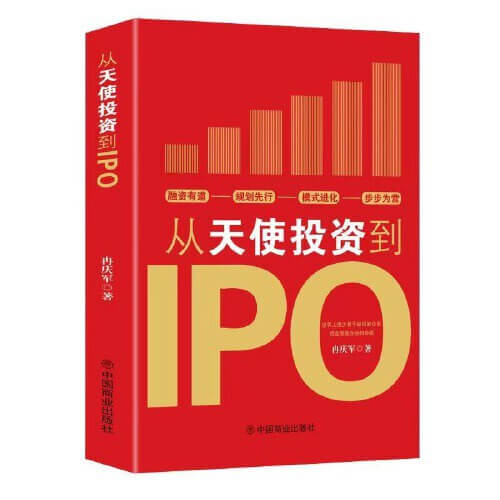 从天使投资到IPO
冉庆军◎著
中国商业出版社
融资有道 规划先行 模式进化 步步为营
从天使投资到
IPO
冉庆军◎著
中国商业出版社